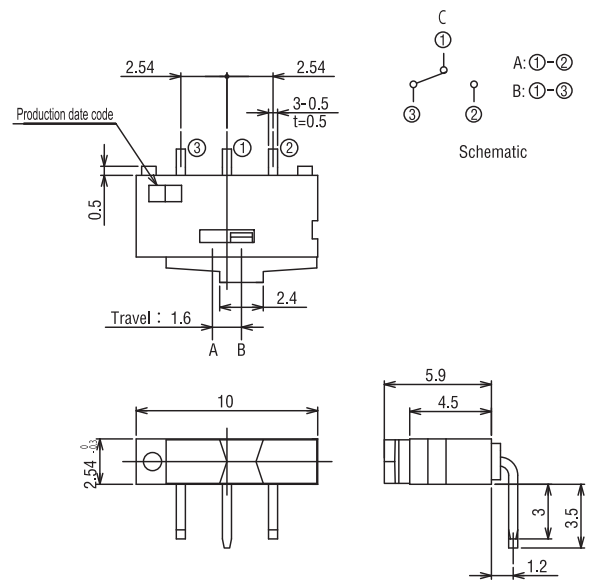 C
①
2.54
2.54
A:①-②
3-0.5
B:①-③
t=0.5
Production date code
③
②
③
①
②
Schematic
0.5
2.4
Travel : 1.6
A
B
10
5.9
4.5
2.54 0 -0.3
3
3.5
1.2